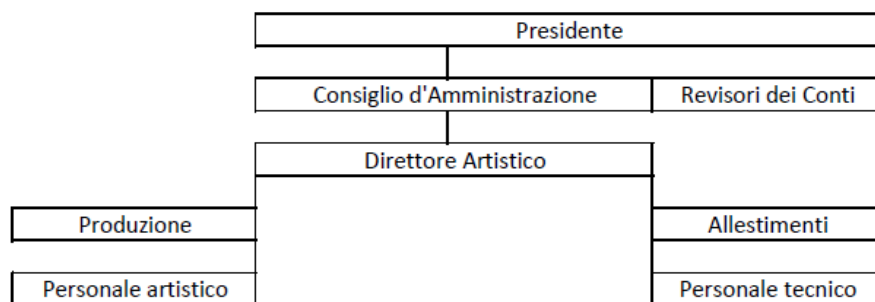 Presidente
Consiglio d'Amministrazione
Revisori dei Conti
Direttore Artistico
Produzione
Allestimenti
Personale artistico
Personale tecnico